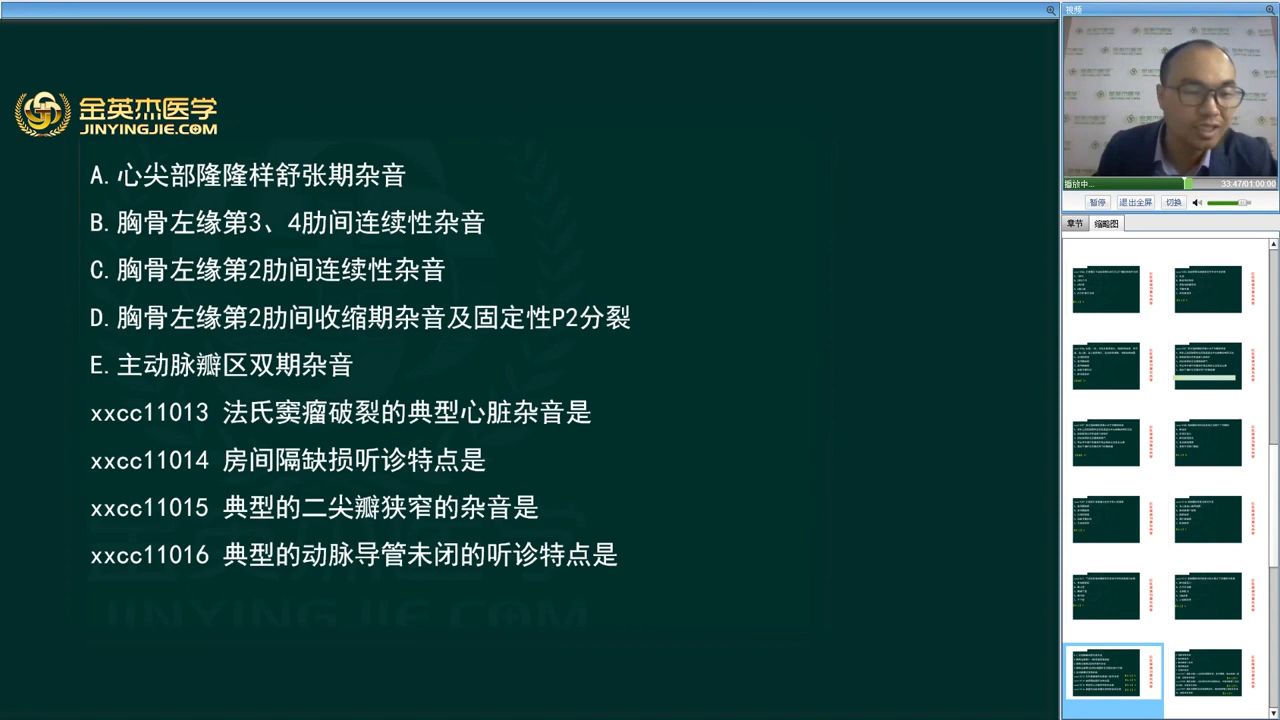 视频
金英杰医学
JINYINGJIE.COM
A.心尖部隆隆样舒张期杂音
B.胸骨左缘第3、4肋间连续性杂音
C.胸骨左缘第2肋间连续性杂音
D.胸骨左缘第2肋间收缩期杂音及固定性P2分裂
E.主动脉瓣区双期杂音
xxcc11013 法氏窦瘤破裂的典型心脏杂音是
xxcc11014 房间隔缺损听诊特点是
xxcc11015 典型的二尖瓣狭窄的杂音是
xxcc11016 典型的动脉导管未闭的听诊特点是
播放中...
33:47/01:00:00
暂停
退出全屏
切换
章节
缩略图